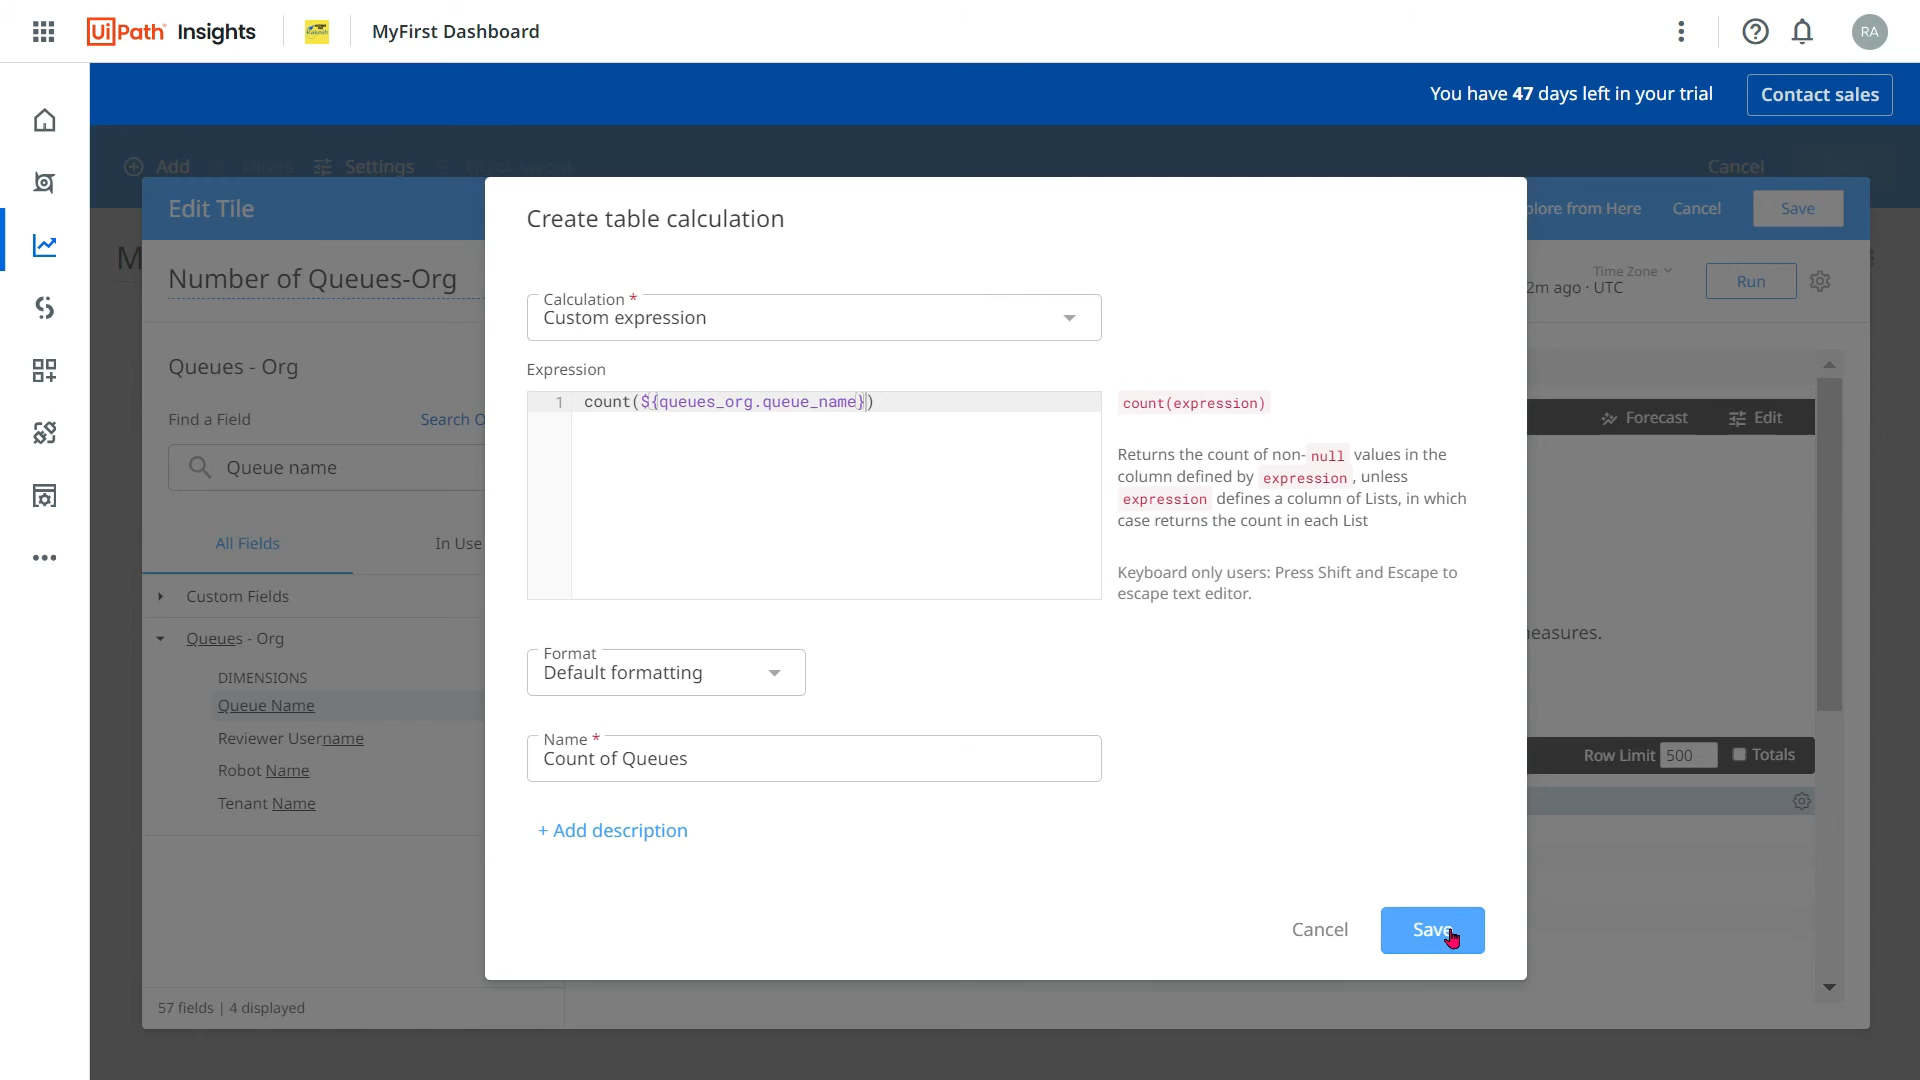 UiPath Insights
Rakesh
MyFirst Dashboard
RA
You have 47 days left in your trial
Contact sales
Add
Filters
Settings
Cancel
Edit Tile
Explore from Here
Cancel
Save
Number of Queues-Org
Time Zone
2m ago · UTC
Run
Queues - Org
Find a Field
Search
Queue name
All Fields
In Use
Custom Fields
Queues - Org
DIMENSIONS
Queue Name
Reviewer Username
Robot Name
Tenant Name
57 fields | 4 displayed
Create table calculation
Calculation *
Custom expression
Expression
1 count(${queues_org.queue_name})
count(expression)
Returns the count of non- null values in the
column defined by expression , unless
expression defines a column of Lists, in which
case returns the count in each List
Keyboard only users: Press Shift and Escape to
escape text editor.
Format
Default formatting
Name *
Count of Queues
+ Add description
Cancel
Save
Forecast
Edit
easures.
Row Limit 500
Totals